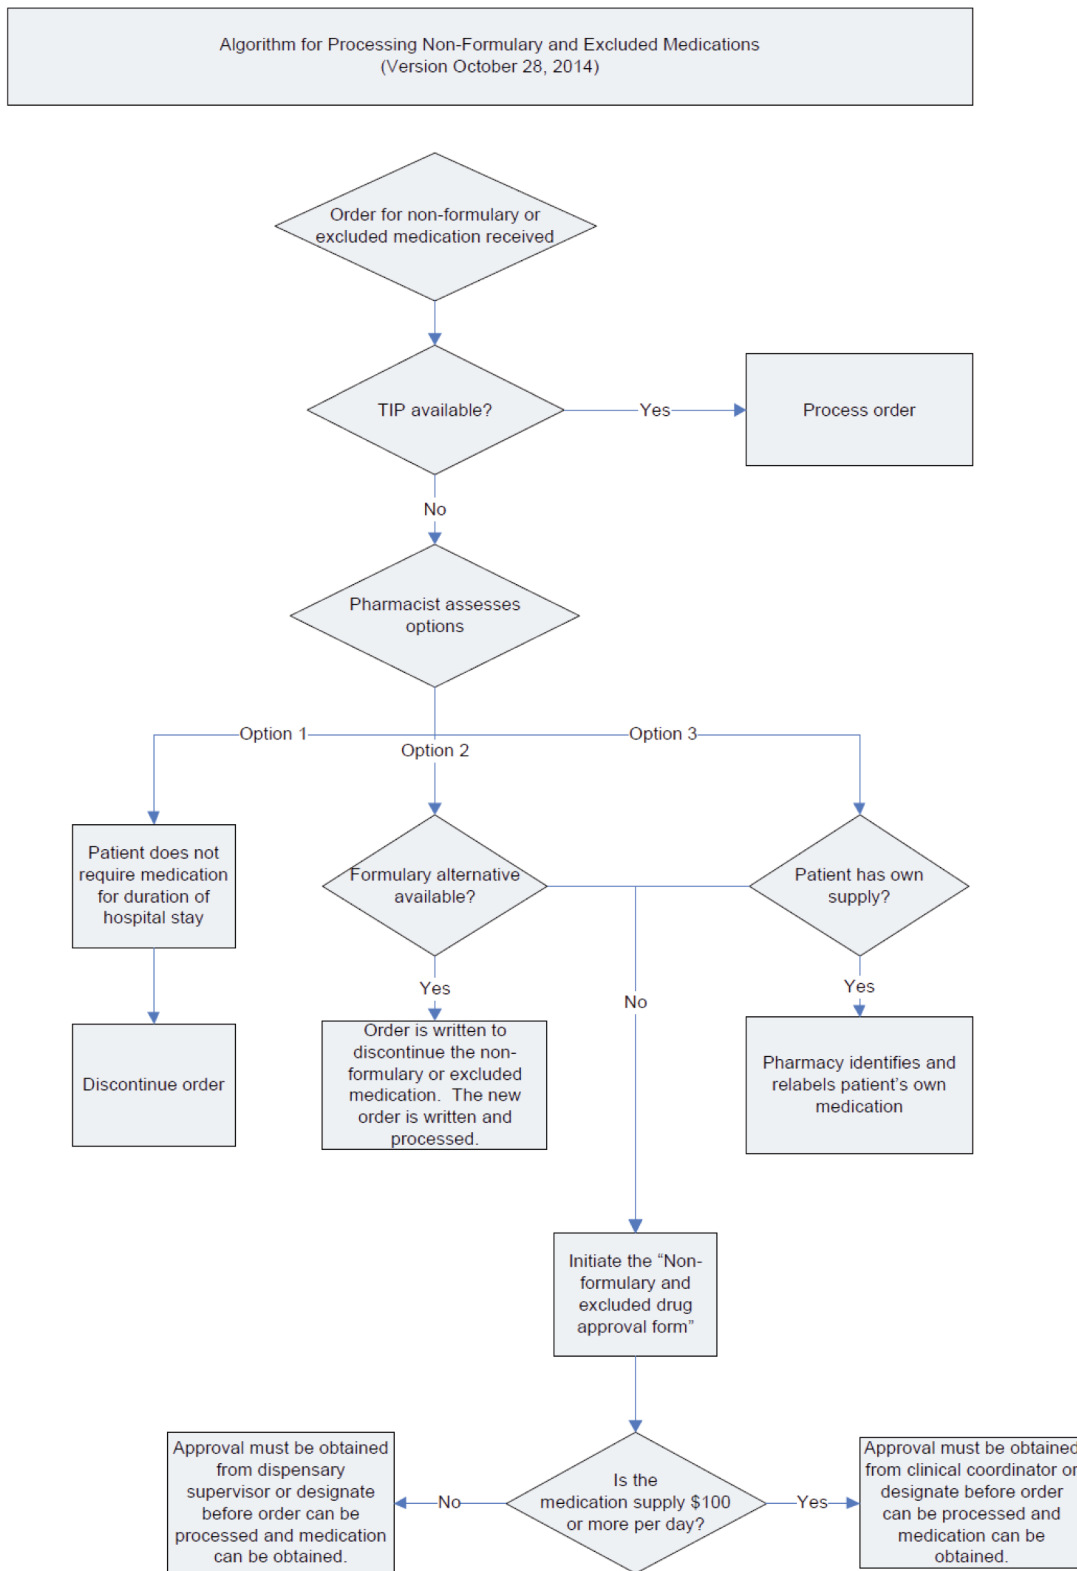 Algorithm for Processing Non-Formulary and Excluded Medications
(Version October 28, 2014)
Order for non-formulary or
excluded medication received
TIP available?
Yes
Process order
No
Pharmacist assesses
options
Option 1
Option 2
Option 3
Patient does not
require medication
for duration of
hospital stay
Formulary alternative
available?
Patient has own
supply?
Yes
No
Yes
Discontinue order
Order is written to
discontinue the non-
formulary or excluded
medication.  The new
order is written and
processed.
Pharmacy identifies and
relabels patient's own
medication
Initiate the “Non-
formulary and
excluded drug
approval form”
Approval must be obtained
from dispensary
supervisor or designate
before order can be
processed and medication
can be obtained.
No
Is the
medication supply $100
or more per day?
Yes
Approval must be obtained
from clinical coordinator or
designate before order
can be processed and
medication can be
obtained.